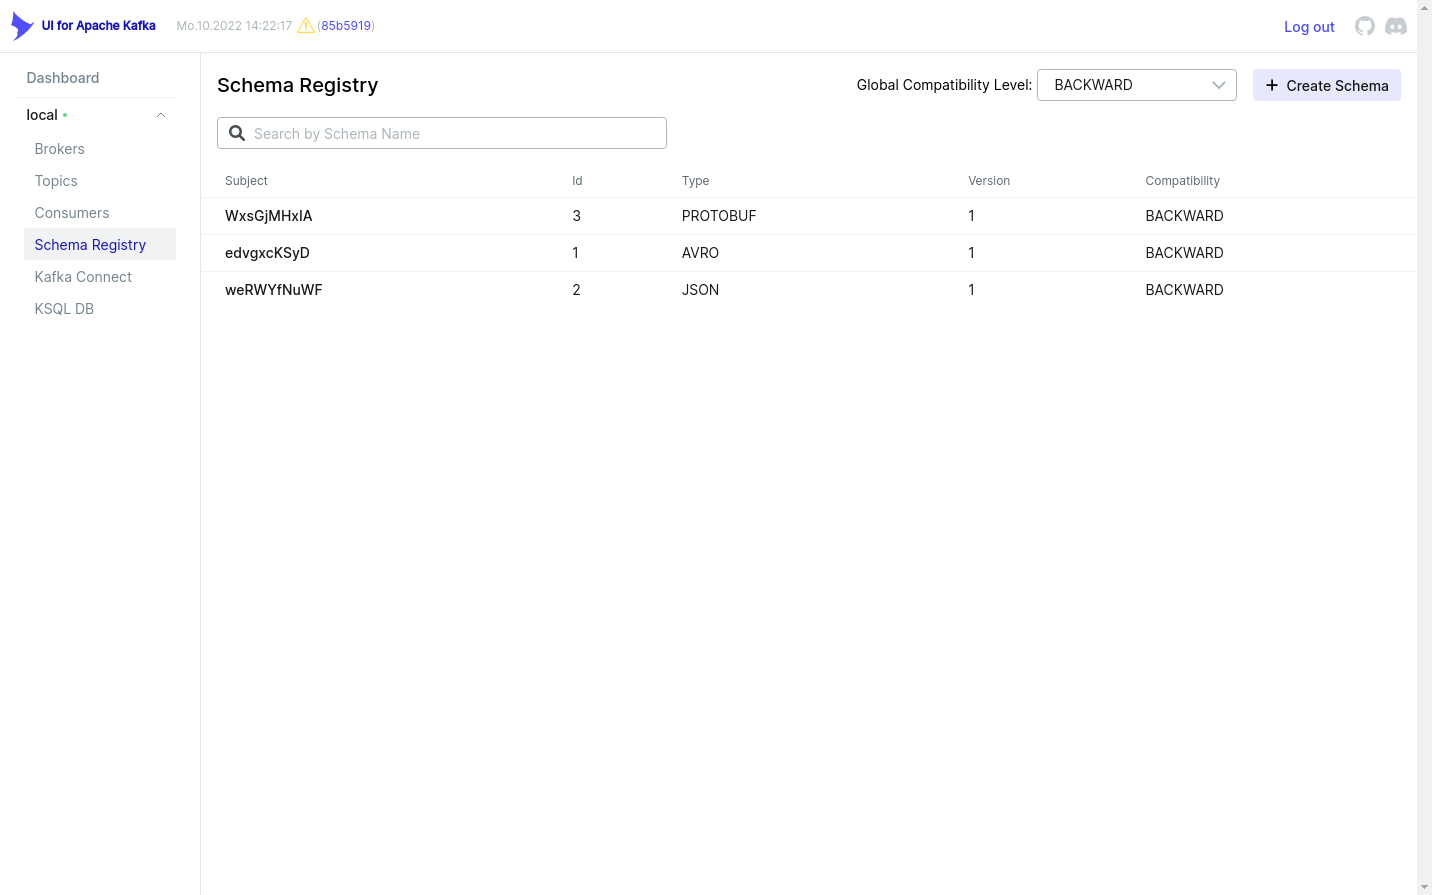 UI for Apache Kafka Mo.10.2022 14:22:17 (85b5919) Log out
Dashboard
local
Brokers
Topics
Consumers
Schema Registry
Kafka Connect
KSQL DB
Schema Registry Global Compatibility Level: BACKWARD Create Schema
Search by Schema Name
Subject Id Type Version Compatibility
WxsGjMHxIA 3 PROTOBUF 1 BACKWARD
edvgxcKSyD 1 AVRO 1 BACKWARD
weRWYfNuWF 2 JSON 1 BACKWARD